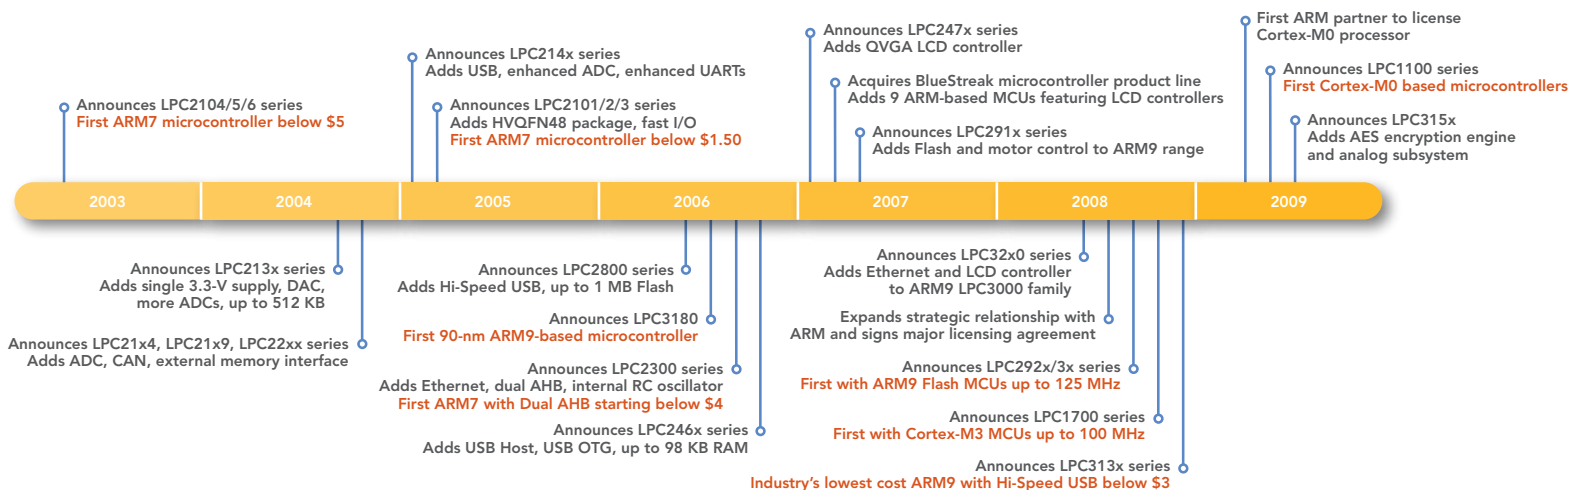 Announces LPC2104/5/6 series
First ARM7 microcontroller below $5
Announces LPC214x series
Adds USB, enhanced ADC, enhanced UARTs
Announces LPC2101/2/3 series
Adds HVQFN48 package, fast I/O
First ARM7 microcontroller below $1.50
Announces LPC247x series
Adds QVGA LCD controller
Acquires BlueStreak microcontroller product line
Adds 9 ARM-based MCUs featuring LCD controllers
Announces LPC291x series
Adds Flash and motor control to ARM9 range
First ARM partner to license
Cortex-M0 processor
Announces LPC1100 series
First Cortex-M0 based microcontrollers
Announces LPC315x
Adds AES encryption engine
and analog subsystem
2003
2004
2005
2006
2007
2008
2009
Announces LPC213x series
Adds single 3.3-V supply, DAC,
more ADCs, up to 512 KB
Announces LPC21x4, LPC21x9, LPC22xx series
Adds ADC, CAN, external memory interface
Announces LPC2800 series
Adds Hi-Speed USB, up to 1 MB Flash
Announces LPC3180
First 90-nm ARM9-based microcontroller
Announces LPC2300 series
Adds Ethernet, dual AHB, internal RC oscillator
First ARM7 with Dual AHB starting below $4
Announces LPC246x series
Adds USB Host, USB OTG, up to 98 KB RAM
Announces LPC32x0 series
Adds Ethernet and LCD controller
to ARM9 LPC3000 family
Expands strategic relationship with
ARM and signs major licensing agreement
Announces LPC292x/3x series
First with ARM9 Flash MCUs up to 125 MHz
Announces LPC1700 series
First with Cortex-M3 MCUs up to 100 MHz
Announces LPC313x series
Industry's lowest cost ARM9 with Hi-Speed USB below $3